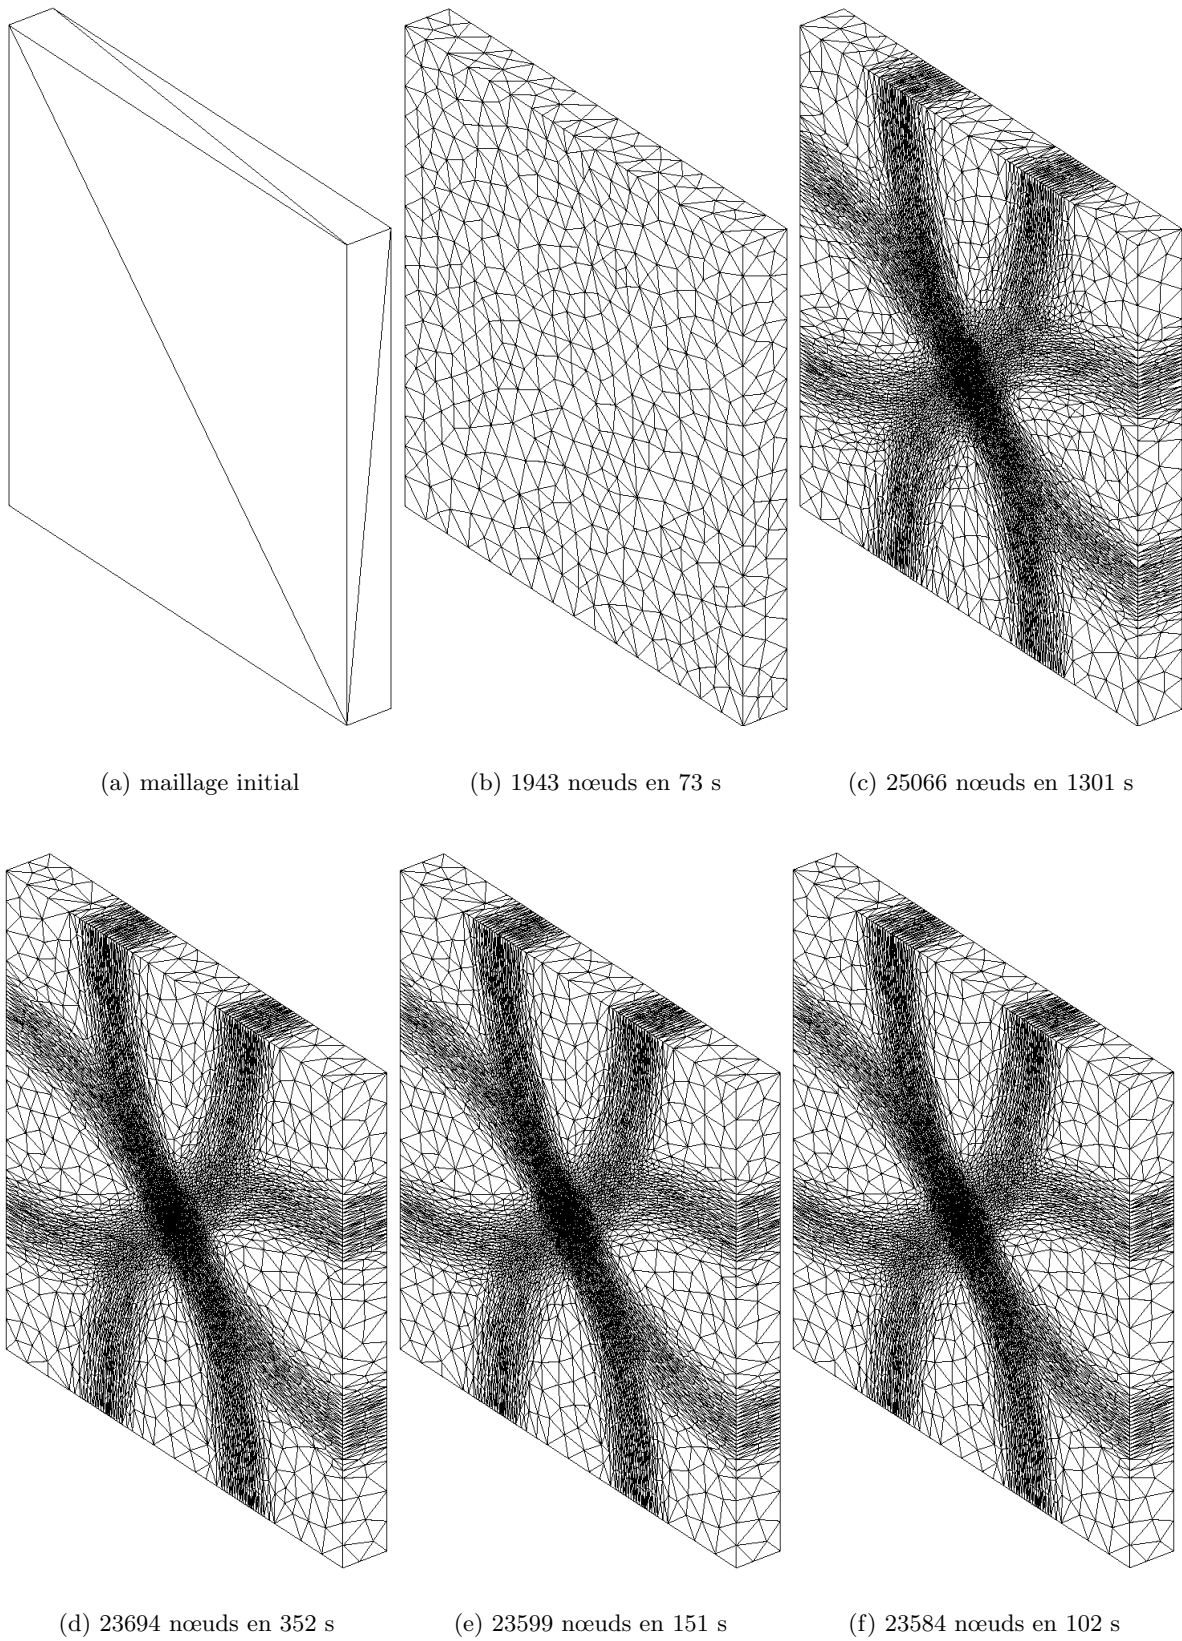 (a) maillage initial
(b) 1943 nœuds en 73 s
(c) 25066 nœuds en 1301 s
(d) 23694 nœuds en 352 s
(e) 23599 nœuds en 151 s
(f) 23584 nœuds en 102 s